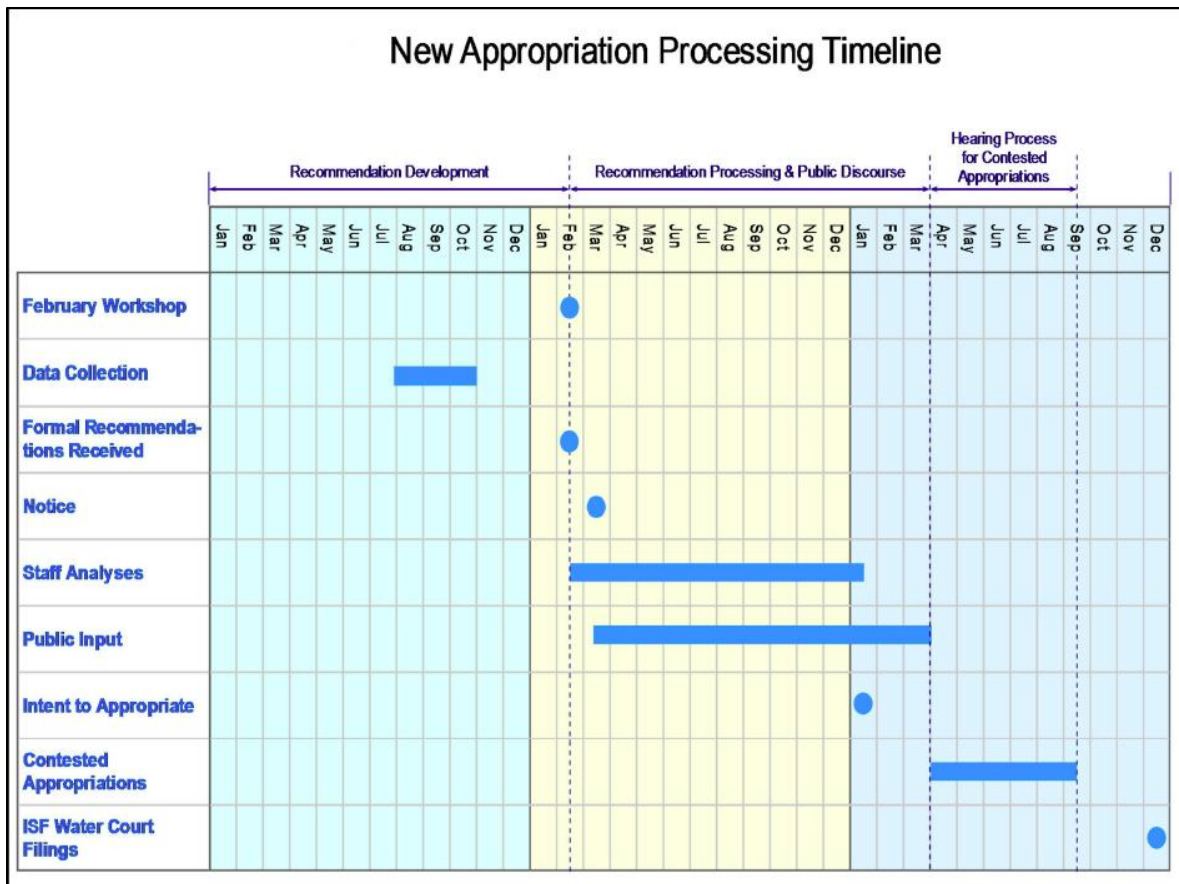 New Appropriation Processing Timeline
Hearing Process
for Contested
Appropriations
Recommendation Development
Recommendation Processing & Public Discourse
Jan Feb Mar Apr May Jun Jul Aug Sep Oct Nov Dec Jan Feb Mar Apr May Jun Jul Aug Sep Oct Nov Dec Jan Feb Mar Apr May Jun Jul Aug Sep Oct Nov Dec
February Workshop
Data Collection
Formal Recommenda-
tions Received
Notice
Staff Analyses
Public Input
Intent to Appropriate
Contested
Appropriations
ISF Water Court
Filings